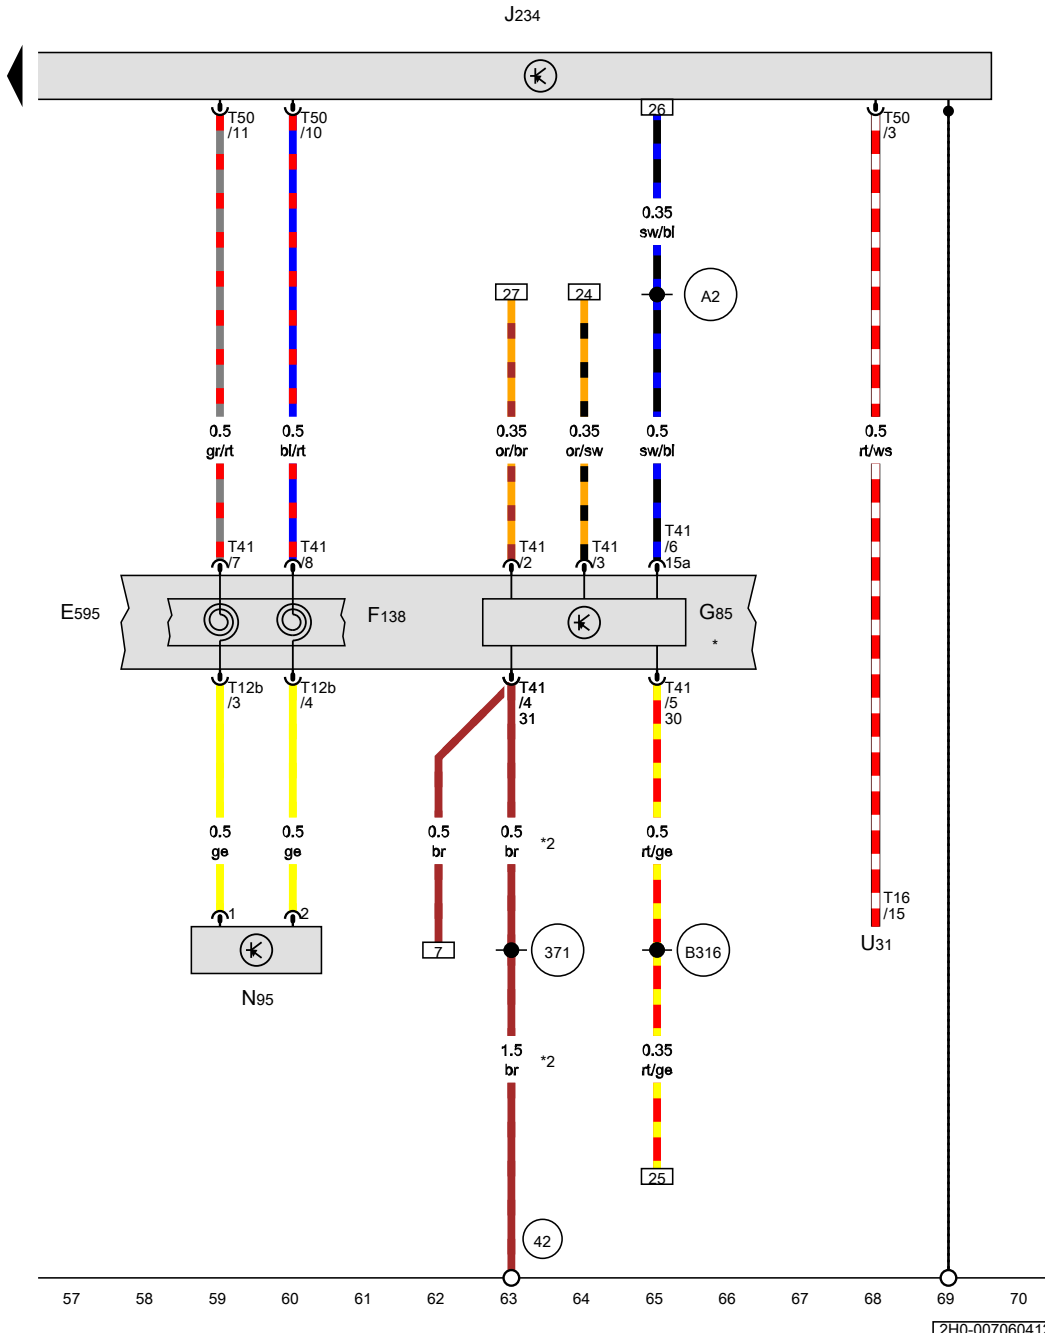 J234
T50 T50 26 T50
/11 /10 /3
0.35
sw/bl
27 24 A2
0.5 0.5 0.35 0.35 0.5 0.5
gr/rt bl/rt or/br or/sw sw/bl rt/ws
T41
/6
T41 T41 T41 T41
/7 /8 /2 /3 15a
E595 F138 G85
*
T12b T12b T41 T41
/3 /4 /4 /5
31 30
0.5 0.5 0.5 0.5 *2 0.5
ge ge br br rt/ge
T16
/15
1 2
U31
7 371 B316
N95
1.5 *2 0.35
br rt/ge
25
42
57 58 59 60 61 62 63 64 65 66 67 68 69 70